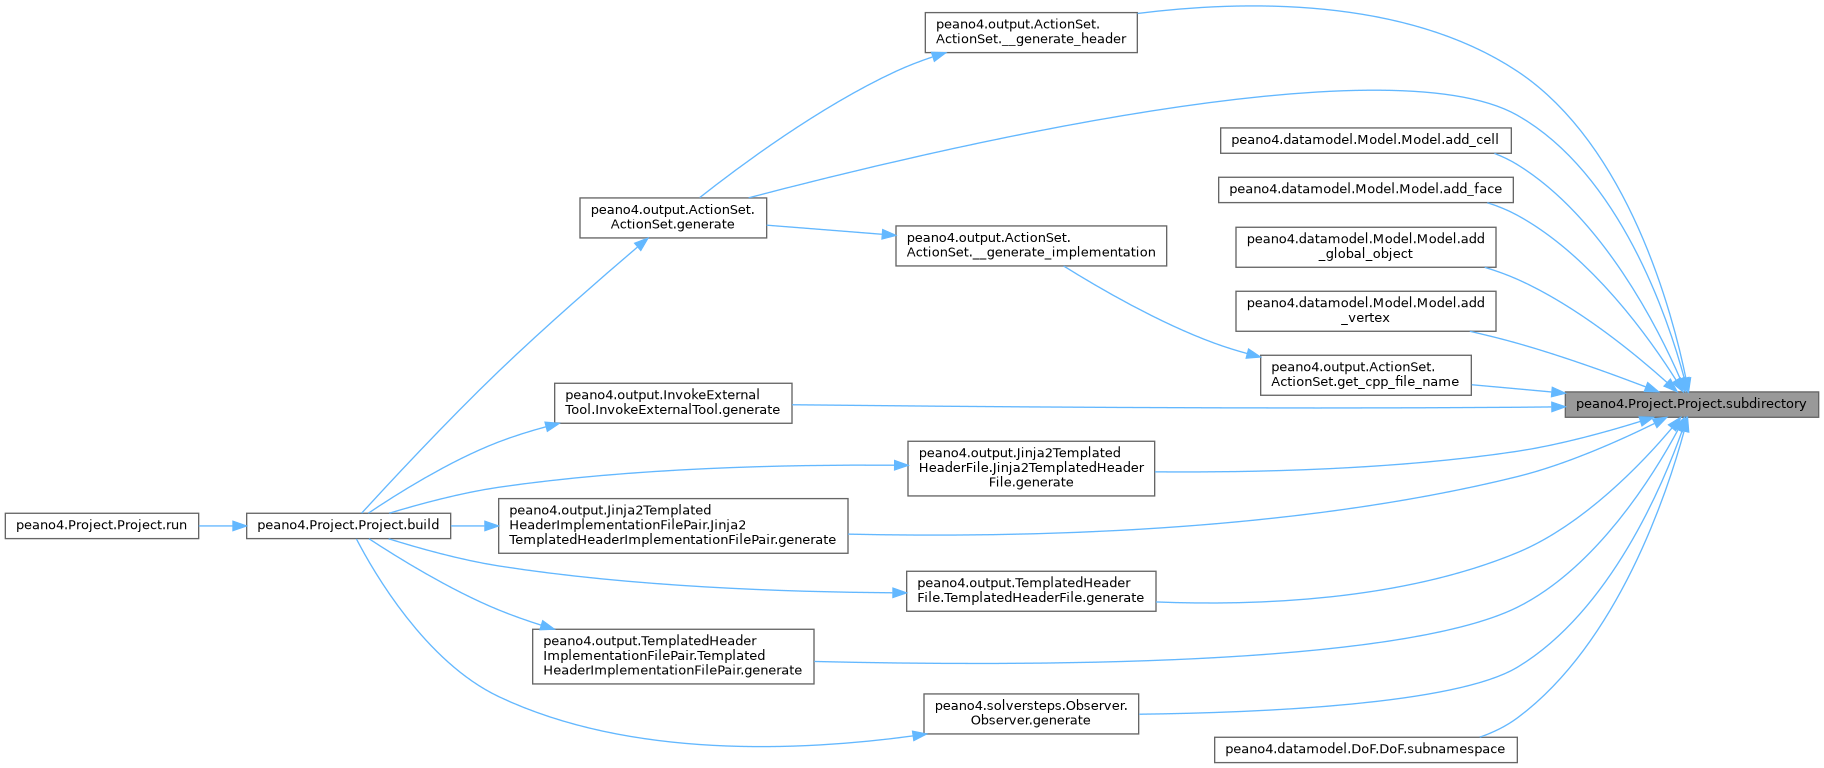 peano4.output.ActionSet.
ActionSet.__generate_header
peano4.datamodel.Model.Model.add_cell
peano4.datamodel.Model.Model.add_face
peano4.output.ActionSet.
ActionSet.generate
peano4.output.ActionSet.
ActionSet.__generate_implementation
peano4.datamodel.Model.Model.add
_global_object
peano4.datamodel.Model.Model.add
_vertex
peano4.output.ActionSet.
ActionSet.get_cpp_file_name
peano4.output.InvokeExternal
Tool.InvokeExternalTool.generate
peano4.Project.Project.subdirectory
peano4.output.Jinja2Templated
HeaderFile.Jinja2TemplatedHeader
File.generate
peano4.Project.Project.run
peano4.Project.Project.build
peano4.output.Jinja2Templated
HeaderImplementationFilePair.Jinja2
TemplatedHeaderImplementationFilePair.generate
peano4.output.TemplatedHeader
File.TemplatedHeaderFile.generate
peano4.output.TemplatedHeader
ImplementationFilePair.Templated
HeaderImplementationFilePair.generate
peano4.solversteps.Observer.
Observer.generate
peano4.datamodel.DoF.DoF.subnamespace